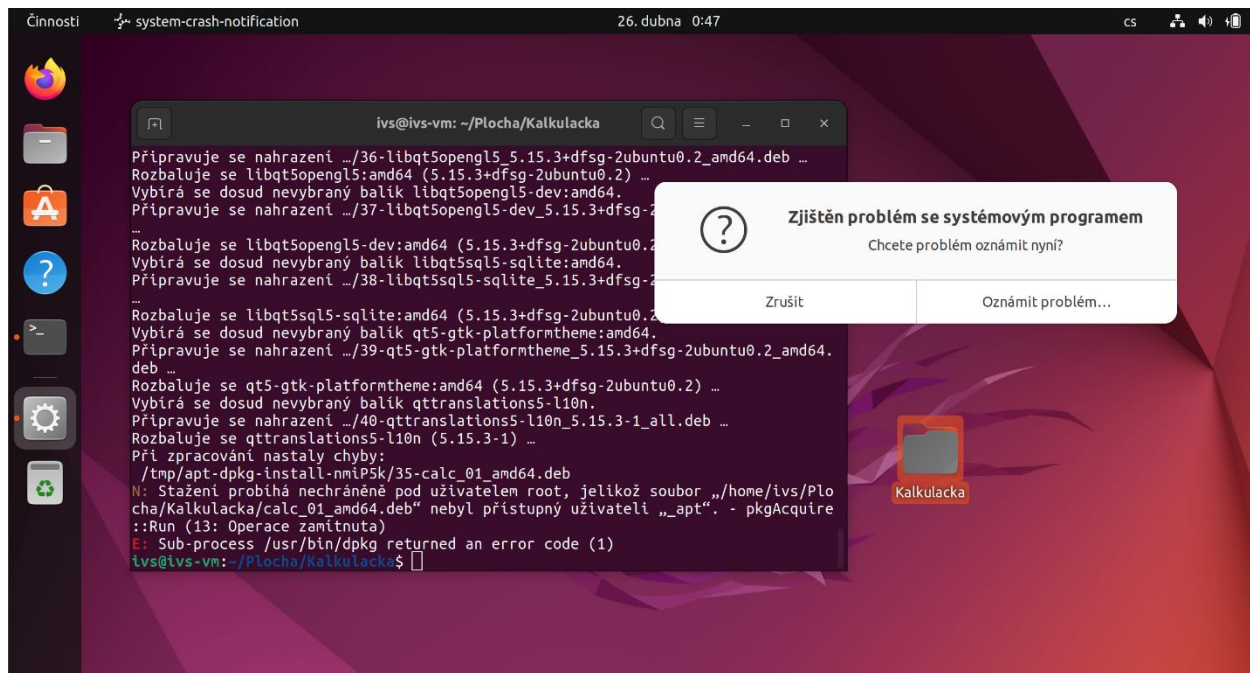 Činnosti
system-crash-notification
26. dubna 0:47
cs
ivs@ivs-vm: ~/Plocha/Kalkulacka
Připravuje se nahrazení …/36-libqt5opengl5_5.15.3+dfsg-2ubuntu0.2_amd64.deb …
Rozbaluje se libqt5opengl5:amd64 (5.15.3+dfsg-2ubuntu0.2) …
Vybírá se dosud nevybraný balík libqt5opengl5-dev:amd64.
Připravuje se nahrazení …/37-libqt5opengl5-dev_5.15.3+dfsg-2
…
Rozbaluje se libqt5opengl5-dev:amd64 (5.15.3+dfsg-2ubuntu0.2
Vybírá se dosud nevybraný balík libqt5sql5-sqlite:amd64.
Připravuje se nahrazení …/38-libqt5sql5-sqlite_5.15.3+dfsg-2
…
Rozbaluje se libqt5sql5-sqlite:amd64 (5.15.3+dfsg-2ubuntu0.2
Vybírá se dosud nevybraný balík qt5-gtk-platformtheme:amd64.
Připravuje se nahrazení …/39-qt5-gtk-platformtheme_5.15.3+dfsg-2ubuntu0.2_amd64.
deb …
Rozbaluje se qt5-gtk-platformtheme:amd64 (5.15.3+dfsg-2ubuntu0.2) …
Vybírá se dosud nevybraný balík qttranslations5-l10n.
Připravuje se nahrazení …/40-qttranslations5-l10n_5.15.3-1_all.deb …
Rozbaluje se qttranslations5-l10n (5.15.3-1) …
Při zpracování nastaly chyby:
/tmp/apt-dpkg-install-nmiP5k/35-calc_01_amd64.deb
N: Stažení probíhá nechráněně pod uživatelem root, jelikož soubor „/home/ivs/Plo
cha/Kalkulacka/calc_01_amd64.deb“ nebyl přístupný uživateli „_apt“. - pkgAcquire
::Run (13: Operace zamítnuta)
E: Sub-process /usr/bin/dpkg returned an error code (1)
ivs@ivs-vm:~/Plocha/Kalkulacka$
Zjištěn problém se systémovým programem
Chcete problém oznámit nyní?
Zrušit
Oznámit problém…
Kalkulacka